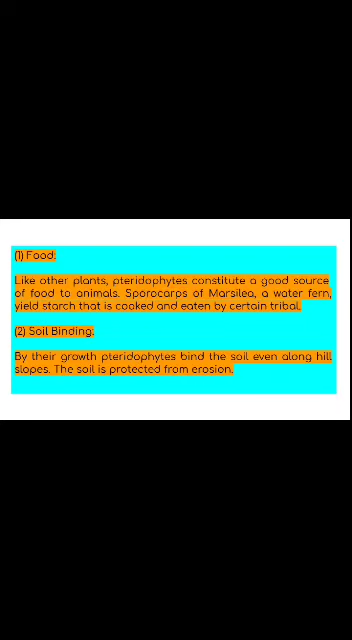 (1) Food:
Like other plants, pteridophytes constitute a good source
of food to animals. Sporocarps of Marsilea, a water fern,
yield starch that is cooked and eaten by certain tribal.
(2) Soil Binding:
By their growth pteridophytes bind the soil even along hill
slopes. The soil is protected from erosion.